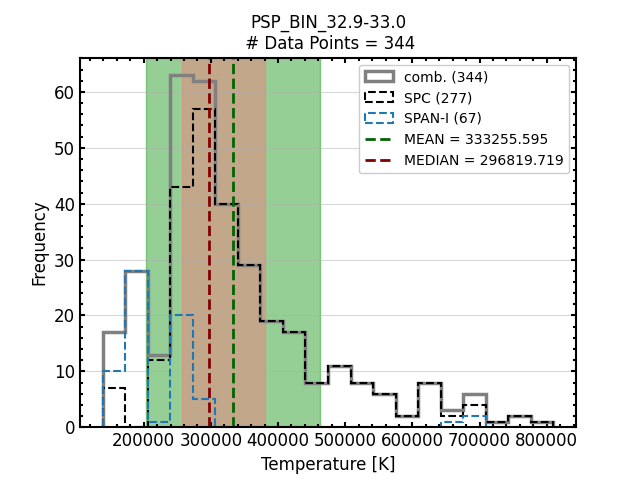 PSP_BIN_32.9-33.0
# Data Points = 344
comb. (344)
SPC (277)
SPAN-I (67)
MEAN = 333255.595
MEDIAN = 296819.719
Frequency
60
50
40
30
20
10
0
200000 300000 400000 500000 600000 700000 800000
Temperature [K]